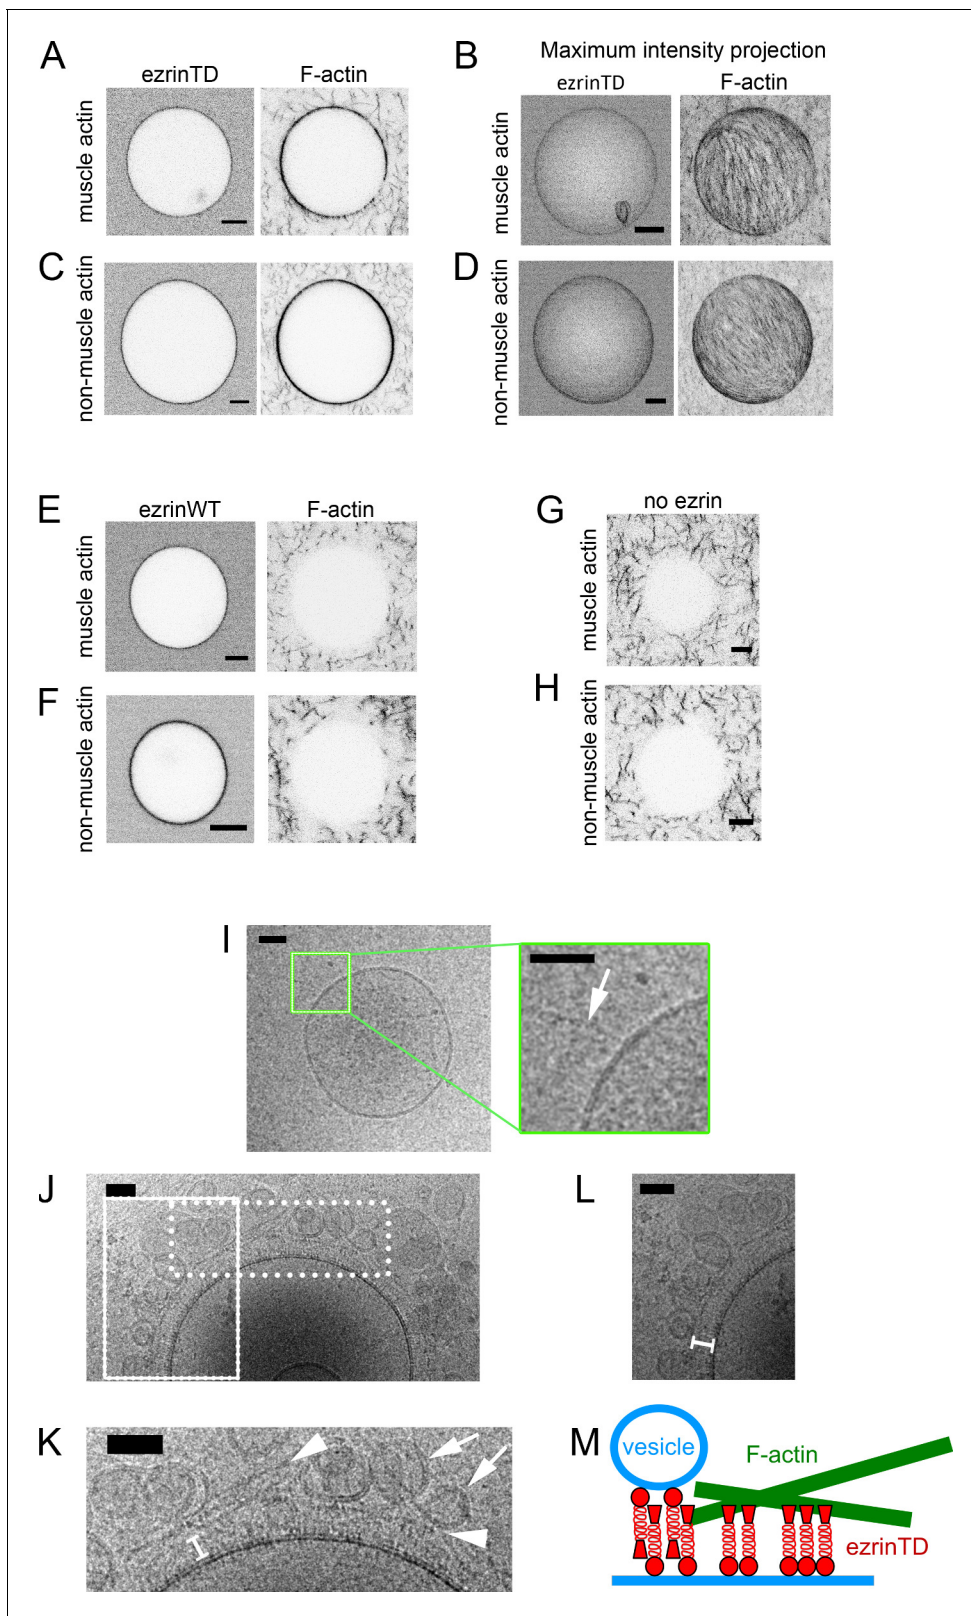 A
ezrinTD
F-actin
muscle actin
B
Maximum intensity projection
ezrinTD
F-actin
muscle actin
C
non-muscle actin
D
non-muscle actin
E
ezrinWT
F-actin
muscle actin
G
no ezrin
muscle actin
F
non-muscle actin
H
non-muscle actin
I
J
L
K
M
vesicle
F-actin
ezrinTD